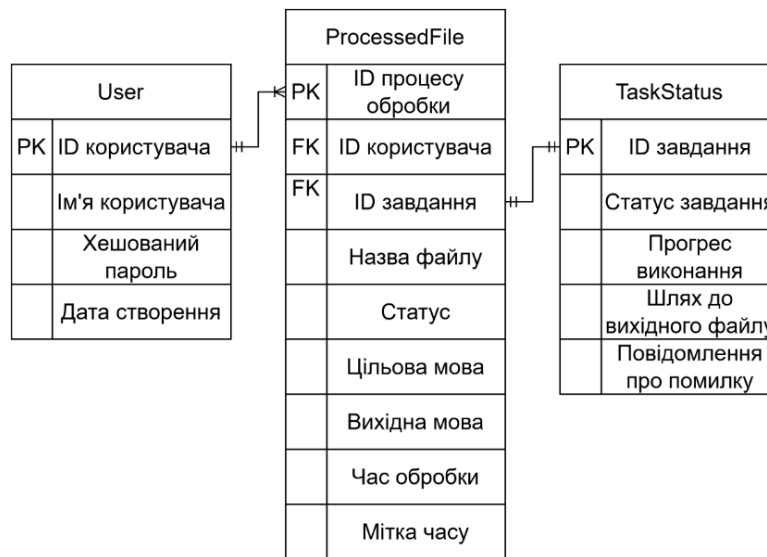 User
PK ID користувача
Ім'я користувача
Хешований
пароль
Дата створення
ProcessedFile
PK ID процесу
обробки
FK ID користувача
FK ID завдання
Назва файлу
Статус
Цільова мова
Вихідна мова
Час обробки
Мітка часу
TaskStatus
PK ID завдання
Статус завдання
Прогрес
виконання
Шлях до
вихідного файлу
Повідомлення
про помилку